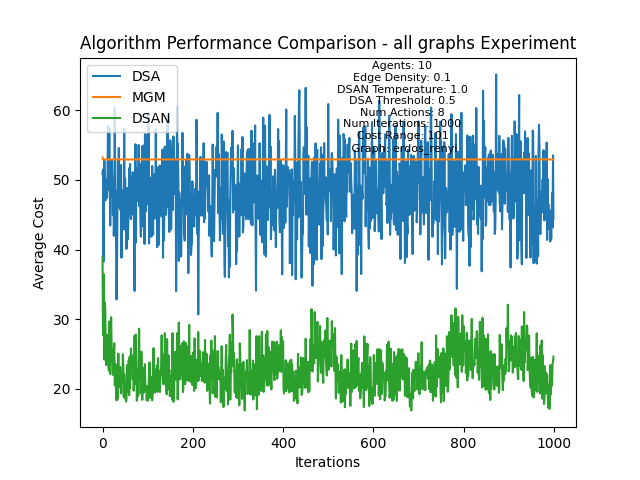 Algorithm Performance Comparison - all graphs Experiment
DSA
MGM
DSAN
Agents: 10
Edge Density: 0.1
DSAN Temperature: 1.0
DSA Threshold: 0.5
Num Actions: 8
Num Iterations: 1000
Cost Range: 101
Graph: erdos_renyi
Average Cost
60
50
40
30
20
0
200
400
600
800
1000
Iterations